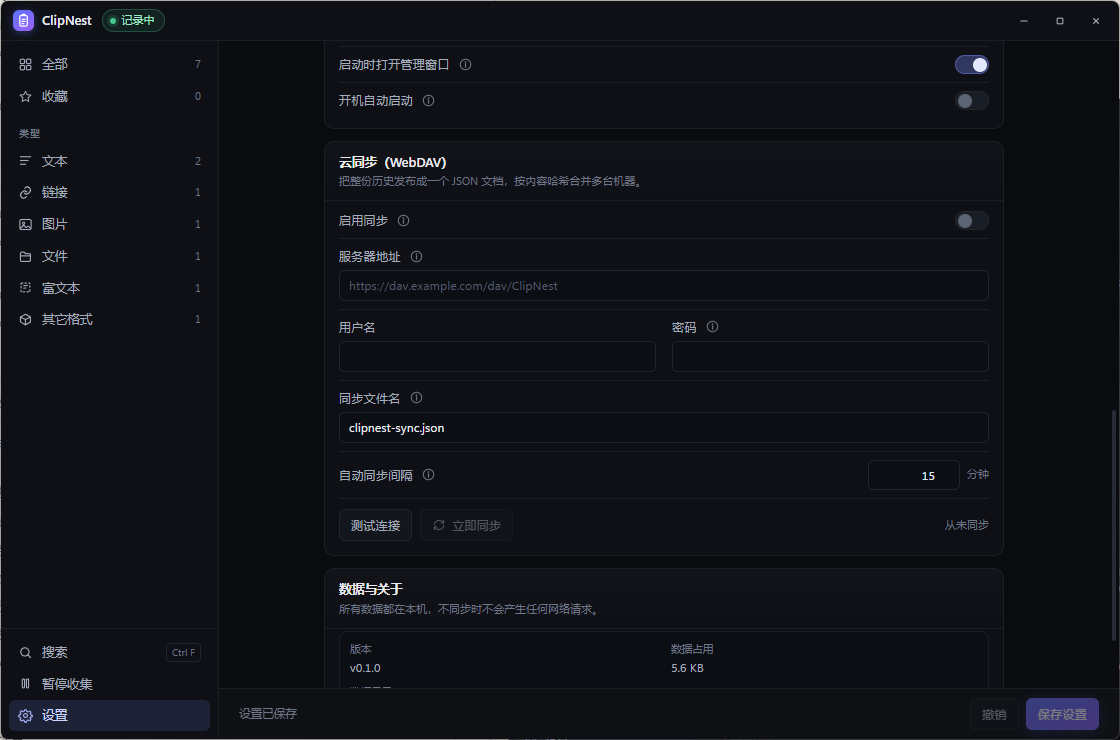 ClipNest 记录中
全部 7
收藏 0
类型
文本 2
链接 1
图片 1
文件 1
富文本 1
其它格式 1
搜索 Ctrl F
暂停收集
设置
启动时打开管理窗口
开机自动启动
云同步（WebDAV）
把整份历史发布成一个 JSON 文档，按内容哈希合并多台机器。
启用同步
服务器地址
https://dav.example.com/dav/ClipNest
用户名 密码
同步文件名
clipnest-sync.json
自动同步间隔 15 分钟
测试连接 立即同步 从未同步
数据与关于
所有数据都在本机，不同步时不会产生任何网络请求。
版本 数据占用
v0.1.0 5.6 KB
设置已保存 撤销 保存设置